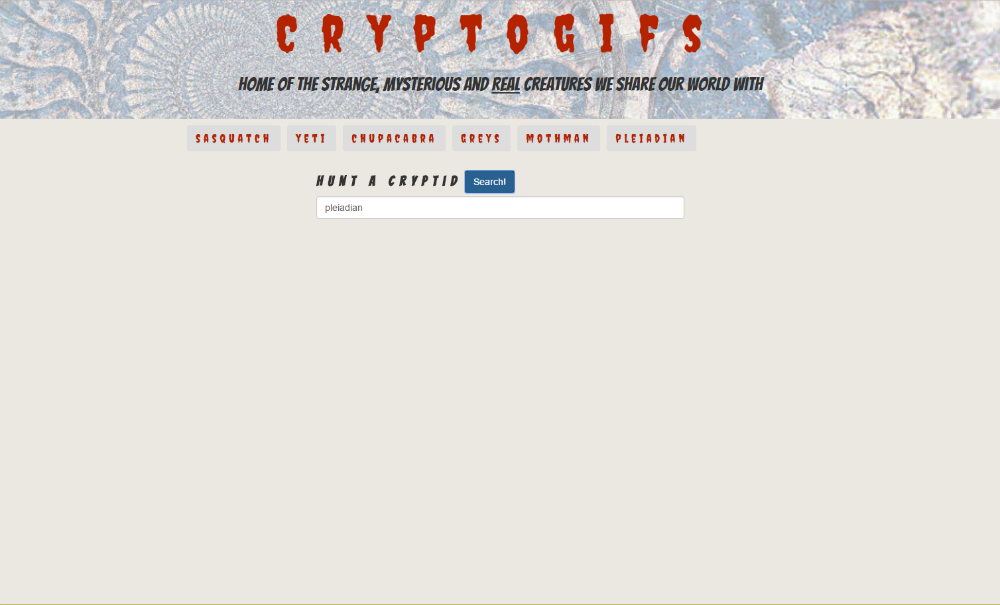 CRYPTOGIFS
HOME OF THE STRANGE, MYSTERIOUS AND REAL CREATURES WE SHARE OUR WORLD WITH
SASQUATCH YETI CHUPACABRA GREYS MOTHMAN PLEIADIAN
HUNT A CRYPTID Search!
pleiadian